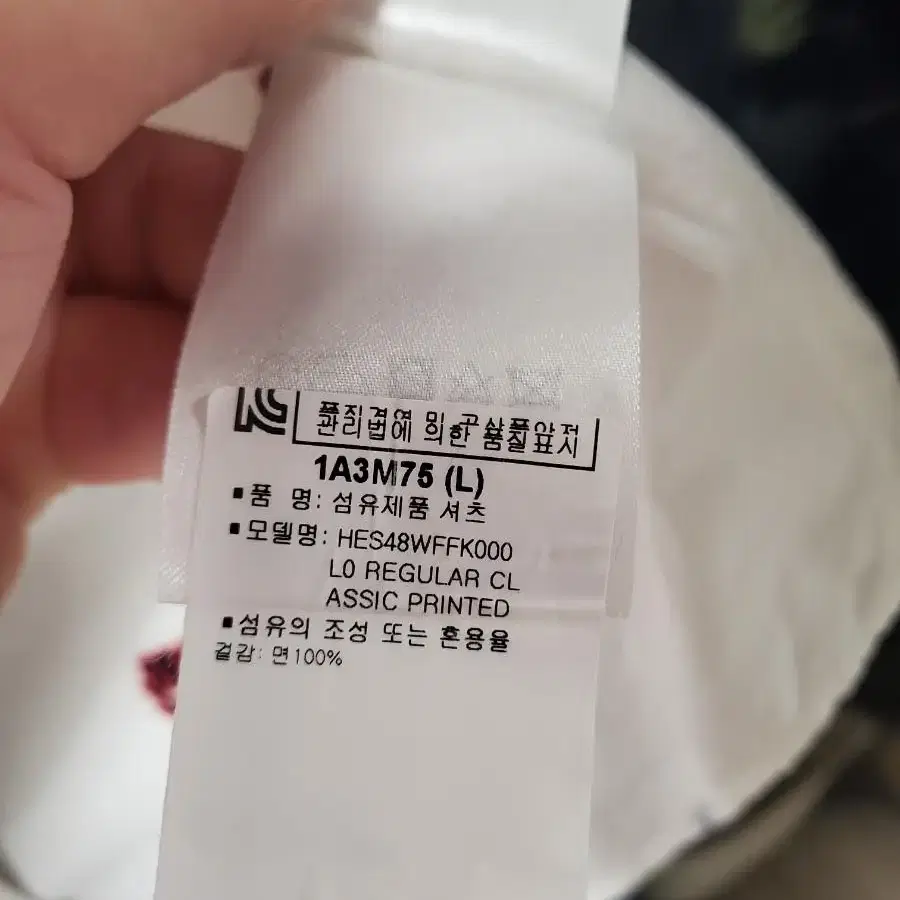 품질경영 및 공산품안전
관리법에 의한 품질표시
1A3M75 (L)
▪품 명: 섬유제품 셔츠
▪모델명: HES48WFFK000
L0 REGULAR CL
ASSIC PRINTED
▪섬유의 조성 또는 혼용율
겉감: 면100%